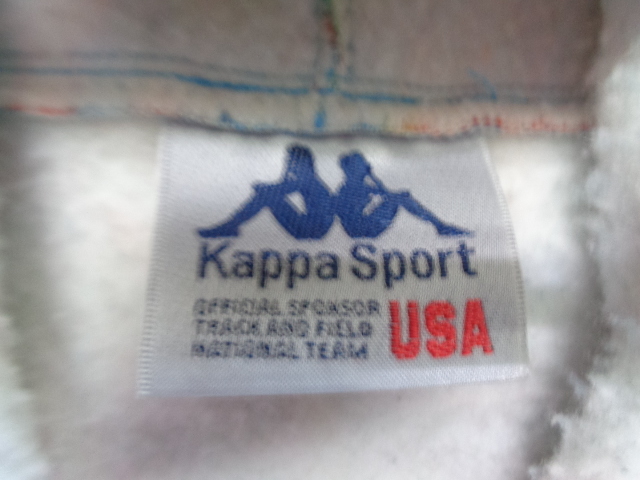 Kappa Sport
OFFICIAL SPONSOR
TRACK AND FIELD
NATIONAL TEAM
USA